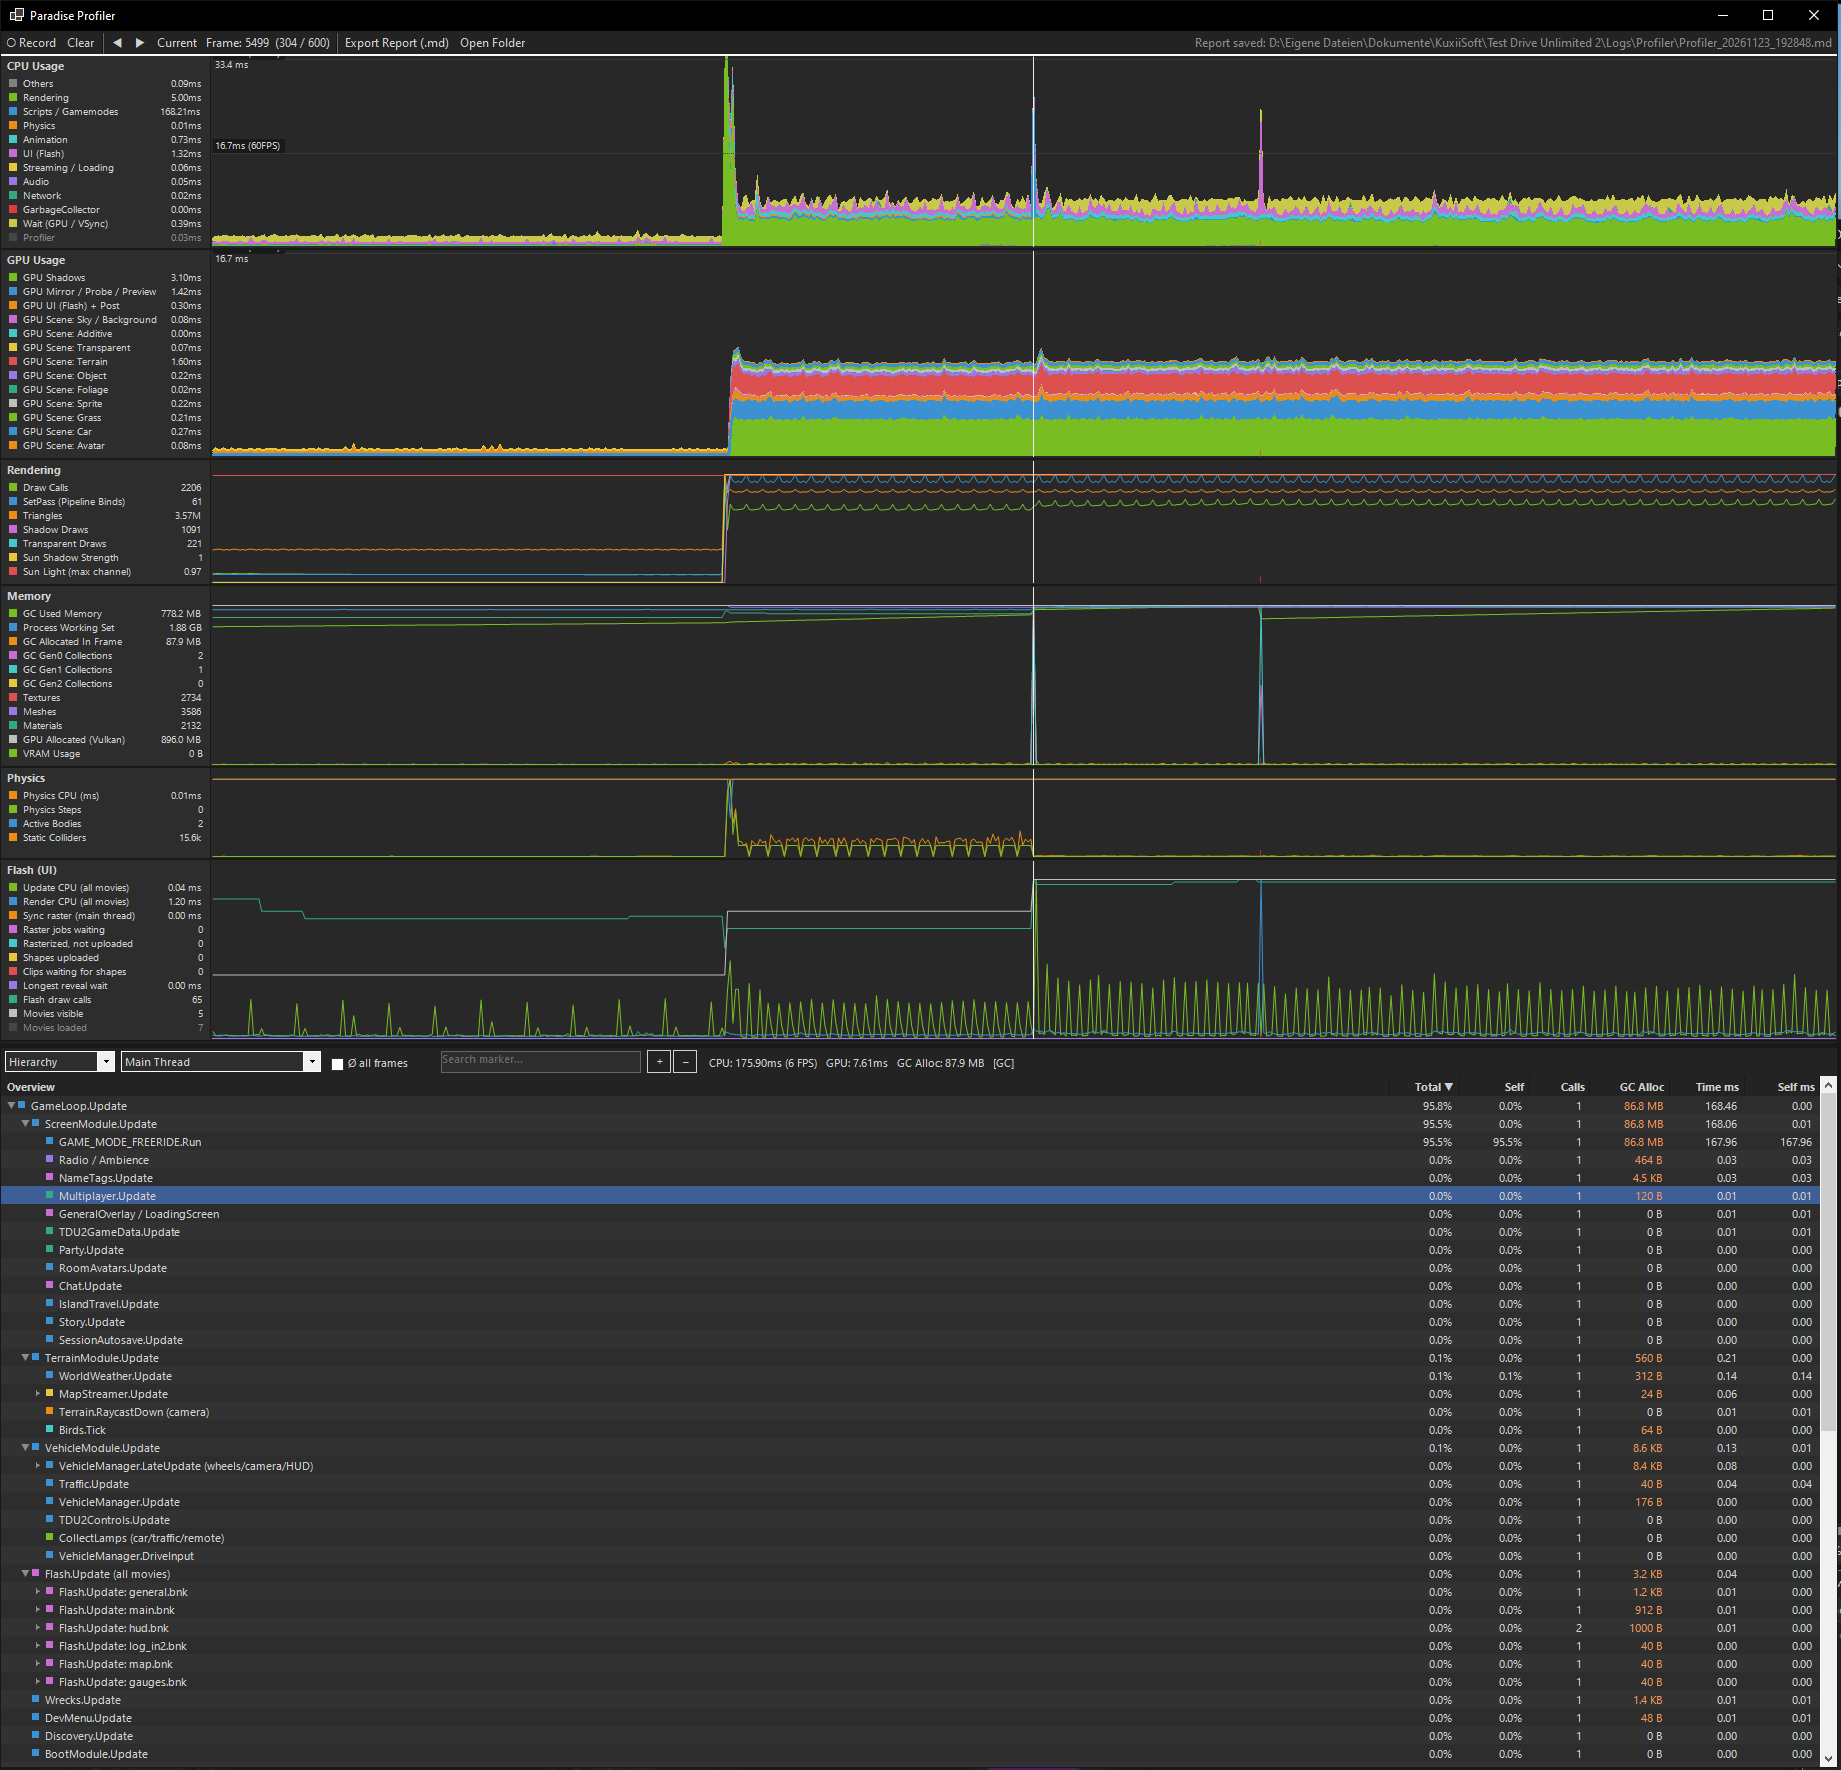 Paradise Profiler
Record Clear ◀ ▶ Current Frame: 5499 (304 / 600) Export Report (.md) Open Folder Report saved: D:\Eigene Dateien\Dokumente\KuxiiSoft\Test Drive Unlimited 2\Logs\Profiler\Profiler_20261123_192848.md
CPU Usage
33.4 ms
16.7ms (60FPS)
Others 0.09ms
Rendering 5.00ms
Scripts / Gamemodes 168.21ms
Physics 0.01ms
Animation 0.73ms
UI (Flash) 1.32ms
Streaming / Loading 0.06ms
Audio 0.05ms
Network 0.02ms
GarbageCollector 0.00ms
Wait (GPU / VSync) 0.39ms
Profiler 0.03ms
GPU Usage
16.7 ms
GPU Shadows 3.10ms
GPU Mirror / Probe / Preview 1.42ms
GPU UI (Flash) + Post 0.30ms
GPU Scene: Sky / Background 0.08ms
GPU Scene: Additive 0.00ms
GPU Scene: Transparent 0.07ms
GPU Scene: Terrain 1.60ms
GPU Scene: Object 0.22ms
GPU Scene: Foliage 0.02ms
GPU Scene: Sprite 0.22ms
GPU Scene: Grass 0.21ms
GPU Scene: Car 0.27ms
GPU Scene: Avatar 0.08ms
Rendering
Draw Calls 2206
SetPass (Pipeline Binds) 61
Triangles 3.57M
Shadow Draws 1091
Transparent Draws 221
Sun Shadow Strength 1
Sun Light (max channel) 0.97
Memory
GC Used Memory 778.2 MB
Process Working Set 1.88 GB
GC Allocated In Frame 87.9 MB
GC Gen0 Collections 2
GC Gen1 Collections 1
GC Gen2 Collections 0
Textures 2734
Meshes 3586
Materials 2132
GPU Allocated (Vulkan) 896.0 MB
VRAM Usage 0 B
Physics
Physics CPU (ms) 0.01ms
Physics Steps 0
Active Bodies 2
Static Colliders 15.6k
Flash (UI)
Update CPU (all movies) 0.04 ms
Render CPU (all movies) 1.20 ms
Sync raster (main thread) 0.00 ms
Raster jobs waiting 0
Rasterized, not uploaded 0
Shapes uploaded 0
Clips waiting for shapes 0
Longest reveal wait 0.00 ms
Flash draw calls 65
Movies visible 5
Movies loaded 7
Hierarchy Main Thread Ø all frames Search marker... + − CPU: 175.90ms (6 FPS) GPU: 7.61ms GC Alloc: 87.9 MB [GC]
Overview Total ▼ Self Calls GC Alloc Time ms Self ms
GameLoop.Update 95.8% 0.0% 1 86.8 MB 168.46 0.00
ScreenModule.Update 95.5% 0.0% 1 86.8 MB 168.06 0.01
GAME_MODE_FREERIDE.Run 95.5% 95.5% 1 86.8 MB 167.96 167.96
Radio / Ambience 0.0% 0.0% 1 464 B 0.03 0.03
NameTags.Update 0.0% 0.0% 1 4.5 KB 0.03 0.03
Multiplayer.Update 0.0% 0.0% 1 120 B 0.01 0.01
GeneralOverlay / LoadingScreen 0.0% 0.0% 1 0 B 0.01 0.01
TDU2GameData.Update 0.0% 0.0% 1 0 B 0.01 0.01
Party.Update 0.0% 0.0% 1 0 B 0.00 0.00
RoomAvatars.Update 0.0% 0.0% 1 0 B 0.00 0.00
Chat.Update 0.0% 0.0% 1 0 B 0.00 0.00
IslandTravel.Update 0.0% 0.0% 1 0 B 0.00 0.00
Story.Update 0.0% 0.0% 1 0 B 0.00 0.00
SessionAutosave.Update 0.0% 0.0% 1 0 B 0.00 0.00
TerrainModule.Update 0.1% 0.0% 1 560 B 0.21 0.00
WorldWeather.Update 0.1% 0.1% 1 312 B 0.14 0.14
MapStreamer.Update 0.0% 0.0% 1 24 B 0.06 0.00
Terrain.RaycastDown (camera) 0.0% 0.0% 1 0 B 0.01 0.01
Birds.Tick 0.0% 0.0% 1 64 B 0.00 0.00
VehicleModule.Update 0.1% 0.0% 1 8.6 KB 0.13 0.01
VehicleManager.LateUpdate (wheels/camera/HUD) 0.0% 0.0% 1 8.4 KB 0.08 0.00
Traffic.Update 0.0% 0.0% 1 40 B 0.04 0.04
VehicleManager.Update 0.0% 0.0% 1 176 B 0.00 0.00
TDU2Controls.Update 0.0% 0.0% 1 0 B 0.00 0.00
CollectLamps (car/traffic/remote) 0.0% 0.0% 1 0 B 0.00 0.00
VehicleManager.DriveInput 0.0% 0.0% 1 0 B 0.00 0.00
Flash.Update (all movies) 0.0% 0.0% 1 3.2 KB 0.04 0.00
Flash.Update: general.bnk 0.0% 0.0% 1 1.2 KB 0.01 0.00
Flash.Update: main.bnk 0.0% 0.0% 1 912 B 0.01 0.00
Flash.Update: hud.bnk 0.0% 0.0% 2 1000 B 0.01 0.00
Flash.Update: log_in2.bnk 0.0% 0.0% 1 40 B 0.00 0.00
Flash.Update: map.bnk 0.0% 0.0% 1 40 B 0.00 0.00
Flash.Update: gauges.bnk 0.0% 0.0% 1 40 B 0.00 0.00
Wrecks.Update 0.0% 0.0% 1 1.4 KB 0.01 0.01
DevMenu.Update 0.0% 0.0% 1 48 B 0.01 0.01
Discovery.Update 0.0% 0.0% 1 0 B 0.00 0.00
BootModule.Update 0.0% 0.0% 1 0 B 0.00 0.00